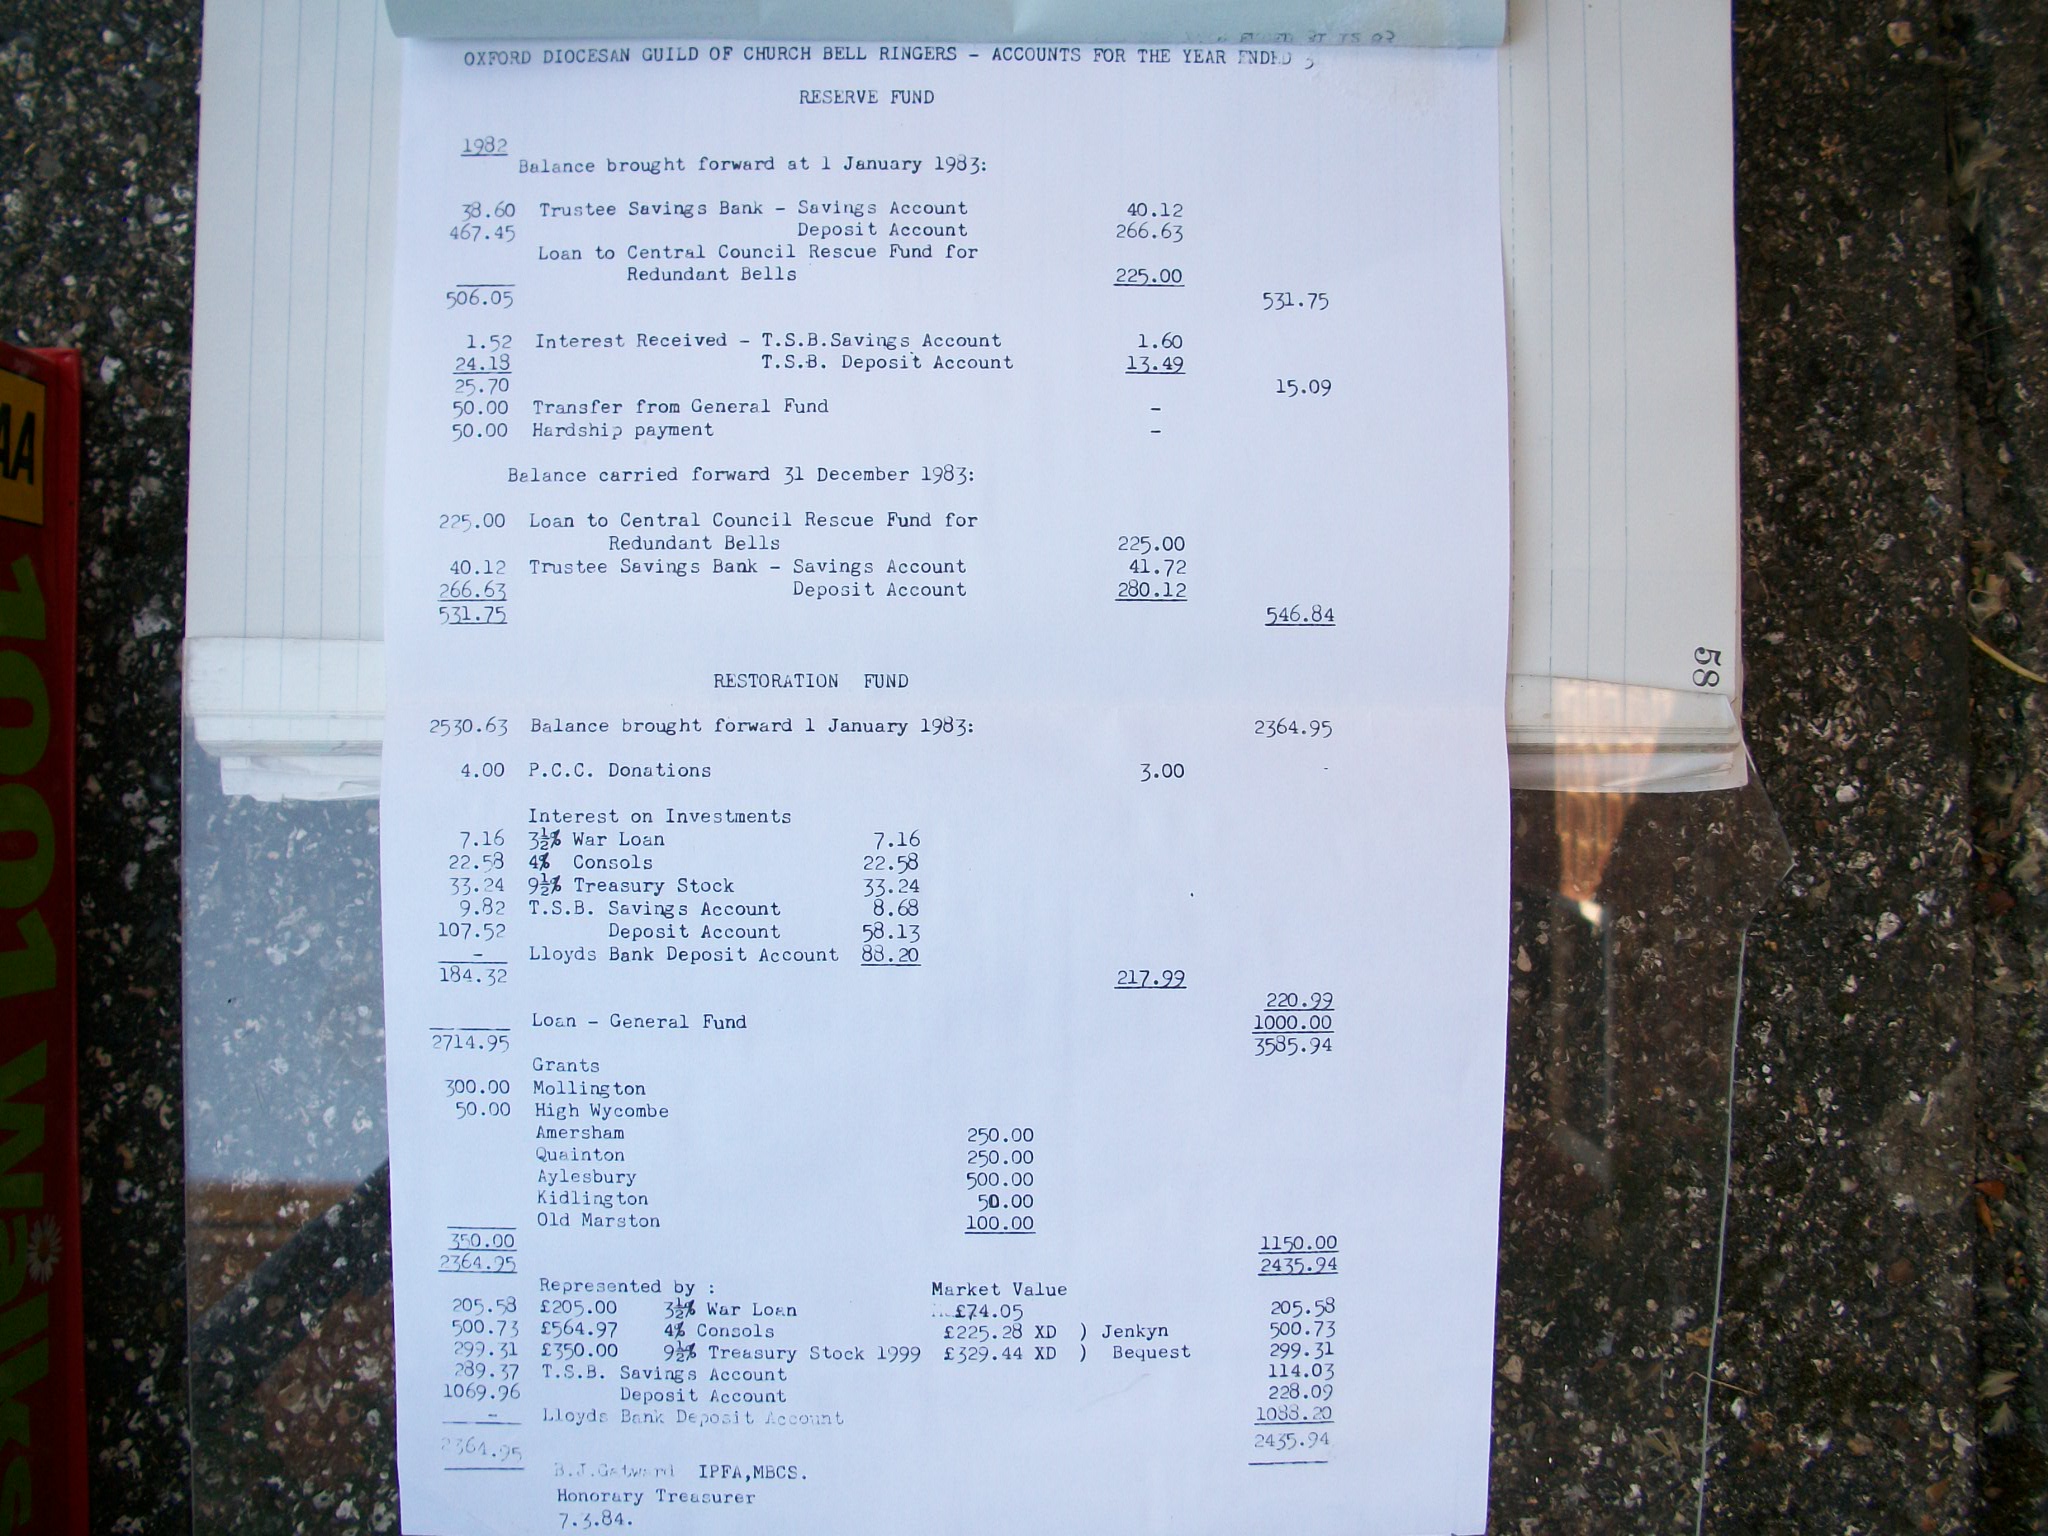 OXFORD DIOCESAN GUILD OF CHURCH BELL RINGERS - ACCOUNTS FOR THE YEAR ENDED
RESERVE FUND
1982
Balance brought forward at 1 January 1983:
38.60 Trustee Savings Bank - Savings Account 40.12
467.45 Deposit Account 266.63
Loan to Central Council Rescue Fund for
Redundant Bells 225.00
506.05 531.75
1.52 Interest Received - T.S.B.Savings Account 1.60
24.18 T.S.B. Deposit Account 13.49
25.70 15.09
50.00 Transfer from General Fund -
50.00 Hardship payment -
Balance carried forward 31 December 1983:
225.00 Loan to Central Council Rescue Fund for
Redundant Bells 225.00
40.12 Trustee Savings Bank - Savings Account 41.72
266.63 Deposit Account 280.12
531.75 546.84
RESTORATION FUND
2530.63 Balance brought forward 1 January 1983: 2364.95
4.00 P.C.C. Donations 3.00 -
Interest on Investments
7.16 3½% War Loan 7.16
22.58 4% Consols 22.58
33.24 9½% Treasury Stock 33.24
9.82 T.S.B. Savings Account 8.68
107.52 Deposit Account 58.13
- Lloyds Bank Deposit Account 88.20
184.32 217.99
220.99
Loan - General Fund 1000.00
2714.95 3585.94
Grants
300.00 Mollington
50.00 High Wycombe
Amersham 250.00
Quainton 250.00
Aylesbury 500.00
Kidlington 50.00
Old Marston 100.00
350.00 1150.00
2364.95 2435.94
Represented by : Market Value
205.58 £205.00 3½% War Loan £74.05 205.58
500.73 £564.97 4% Consols £225.28 XD ) Jenkyn 500.73
299.31 £350.00 9½% Treasury Stock 1999 £329.44 XD ) Bequest 299.31
289.37 T.S.B. Savings Account 114.03
1069.96 Deposit Account 228.09
- Lloyds Bank Deposit Account 1088.20
2364.95 2435.94
B.J.Gatward IPFA,MBCS.
Honorary Treasurer
7.3.84.
58
AA
1001